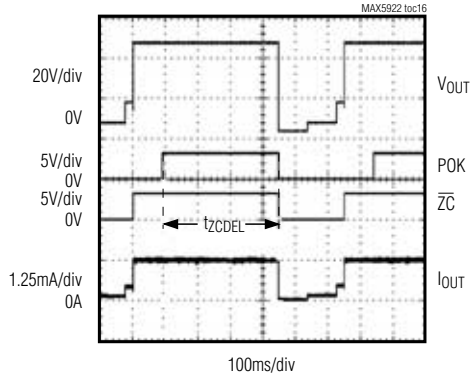 MAX5922 toc16
20V/div
0V
VOUT
5V/div
0V
POK
5V/div
0V
ZC
tZCDEL
1.25mA/div
0A
IOUT
100ms/div